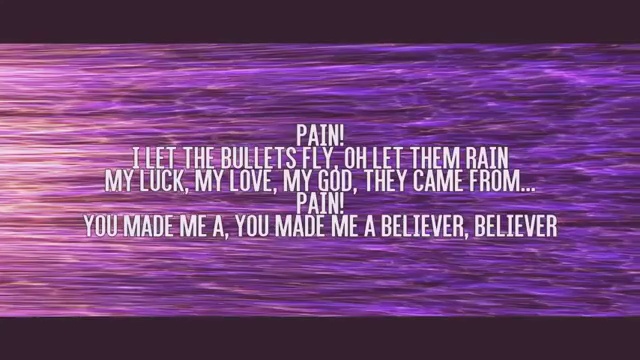 PAIN!
I LET THE BULLETS FLY, OH LET THEM RAIN
MY LUCK, MY LOVE, MY GOD, THEY CAME FROM...
PAIN!
YOU MADE ME A, YOU MADE ME A BELIEVER, BELIEVER